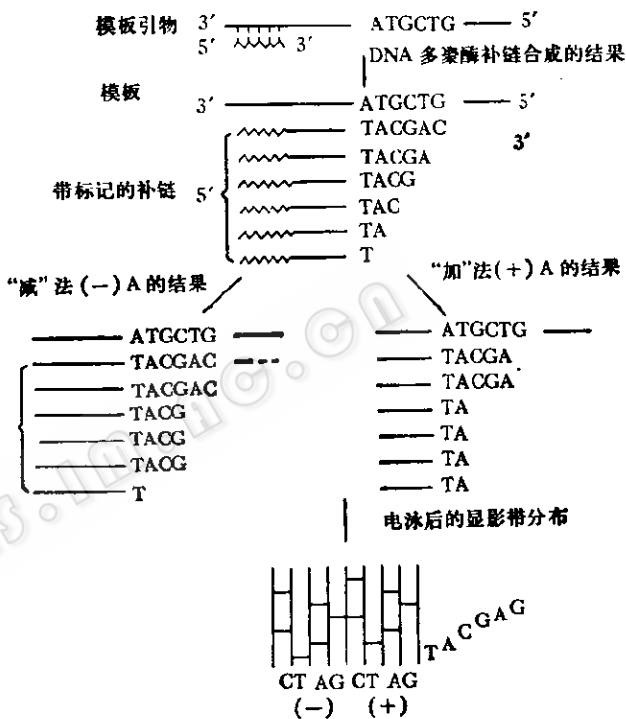 模板引物 3′ ATGCTG 5′
5′ 3′
DNA 多聚酶补链合成的结果
模板 3′ ATGCTG 5′
TACGAC 3′
TACGA
带标记的补链 5′ TACG
TAC
TA
T
“减”法(－)A 的结果 “加”法(+)A 的结果
ATGCTG ATGCTG
TACGAC TACGA
TACGAC TACGA
TACG TA
TACG TA
TACG TA
T TA
电泳后的显影带分布
TACGAG
CT AG CT AG
(－) (+)